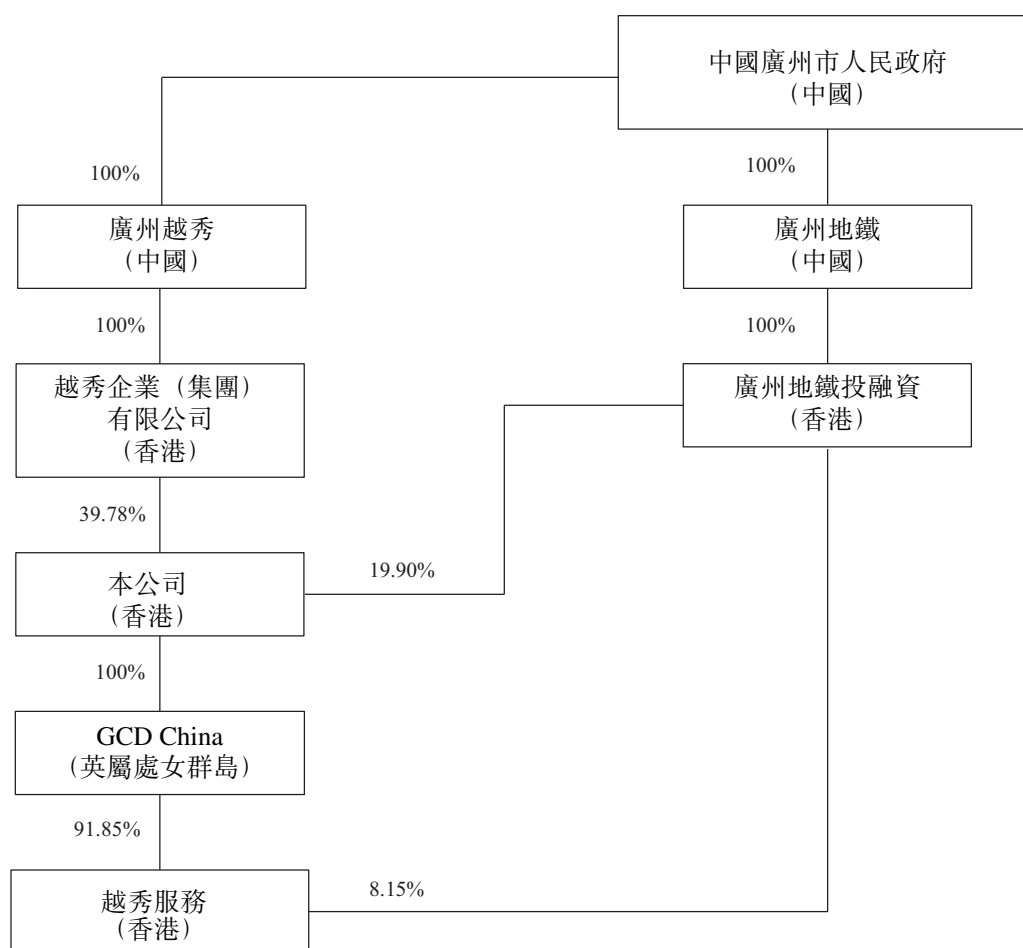 中國廣州市人民政府
（中國）
100%
100%
廣州越秀
（中國）
廣州地鐵
（中國）
100%
100%
越秀企業（集團）
有限公司
（香港）
廣州地鐵投融資
（香港）
39.78%
19.90%
本公司
（香港）
100%
GCD China
（英屬處女群島）
91.85%
8.15%
越秀服務
（香港）